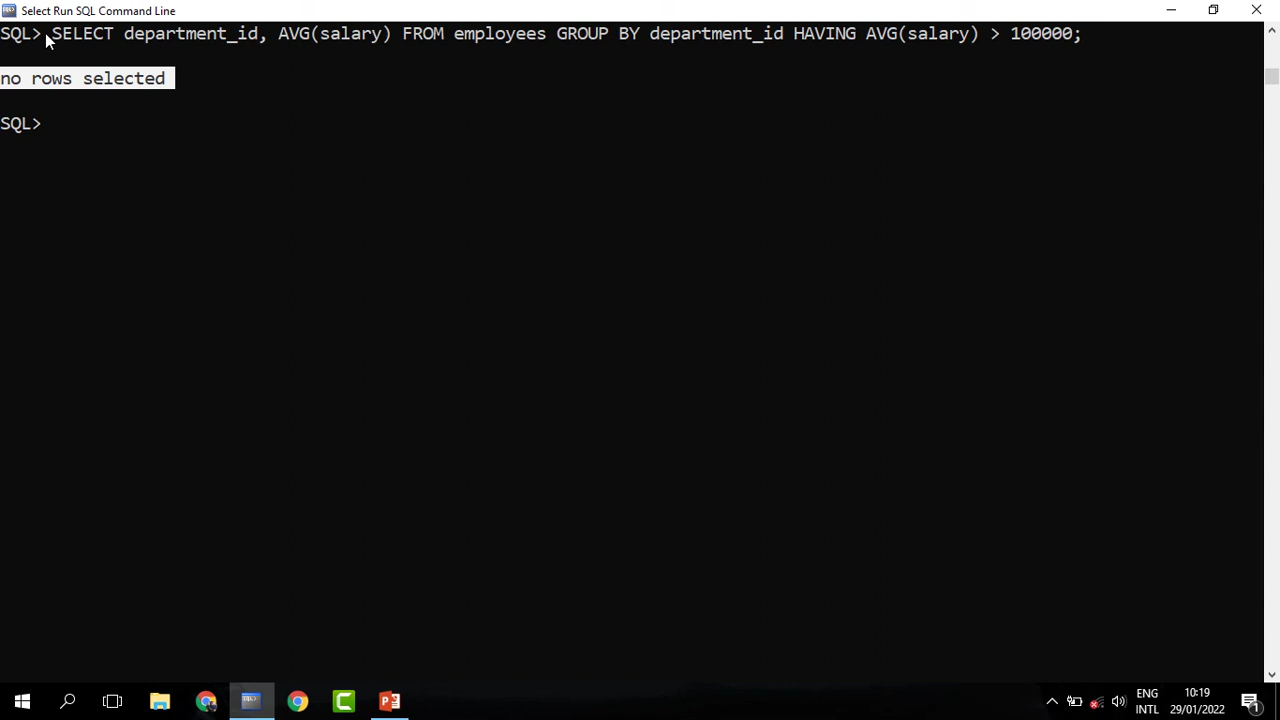 Select Run SQL Command Line
SQL> SELECT department_id, AVG(salary) FROM employees GROUP BY department_id HAVING AVG(salary) > 100000;
no rows selected
SQL>
ENG
INTL
10:19
29/01/2022